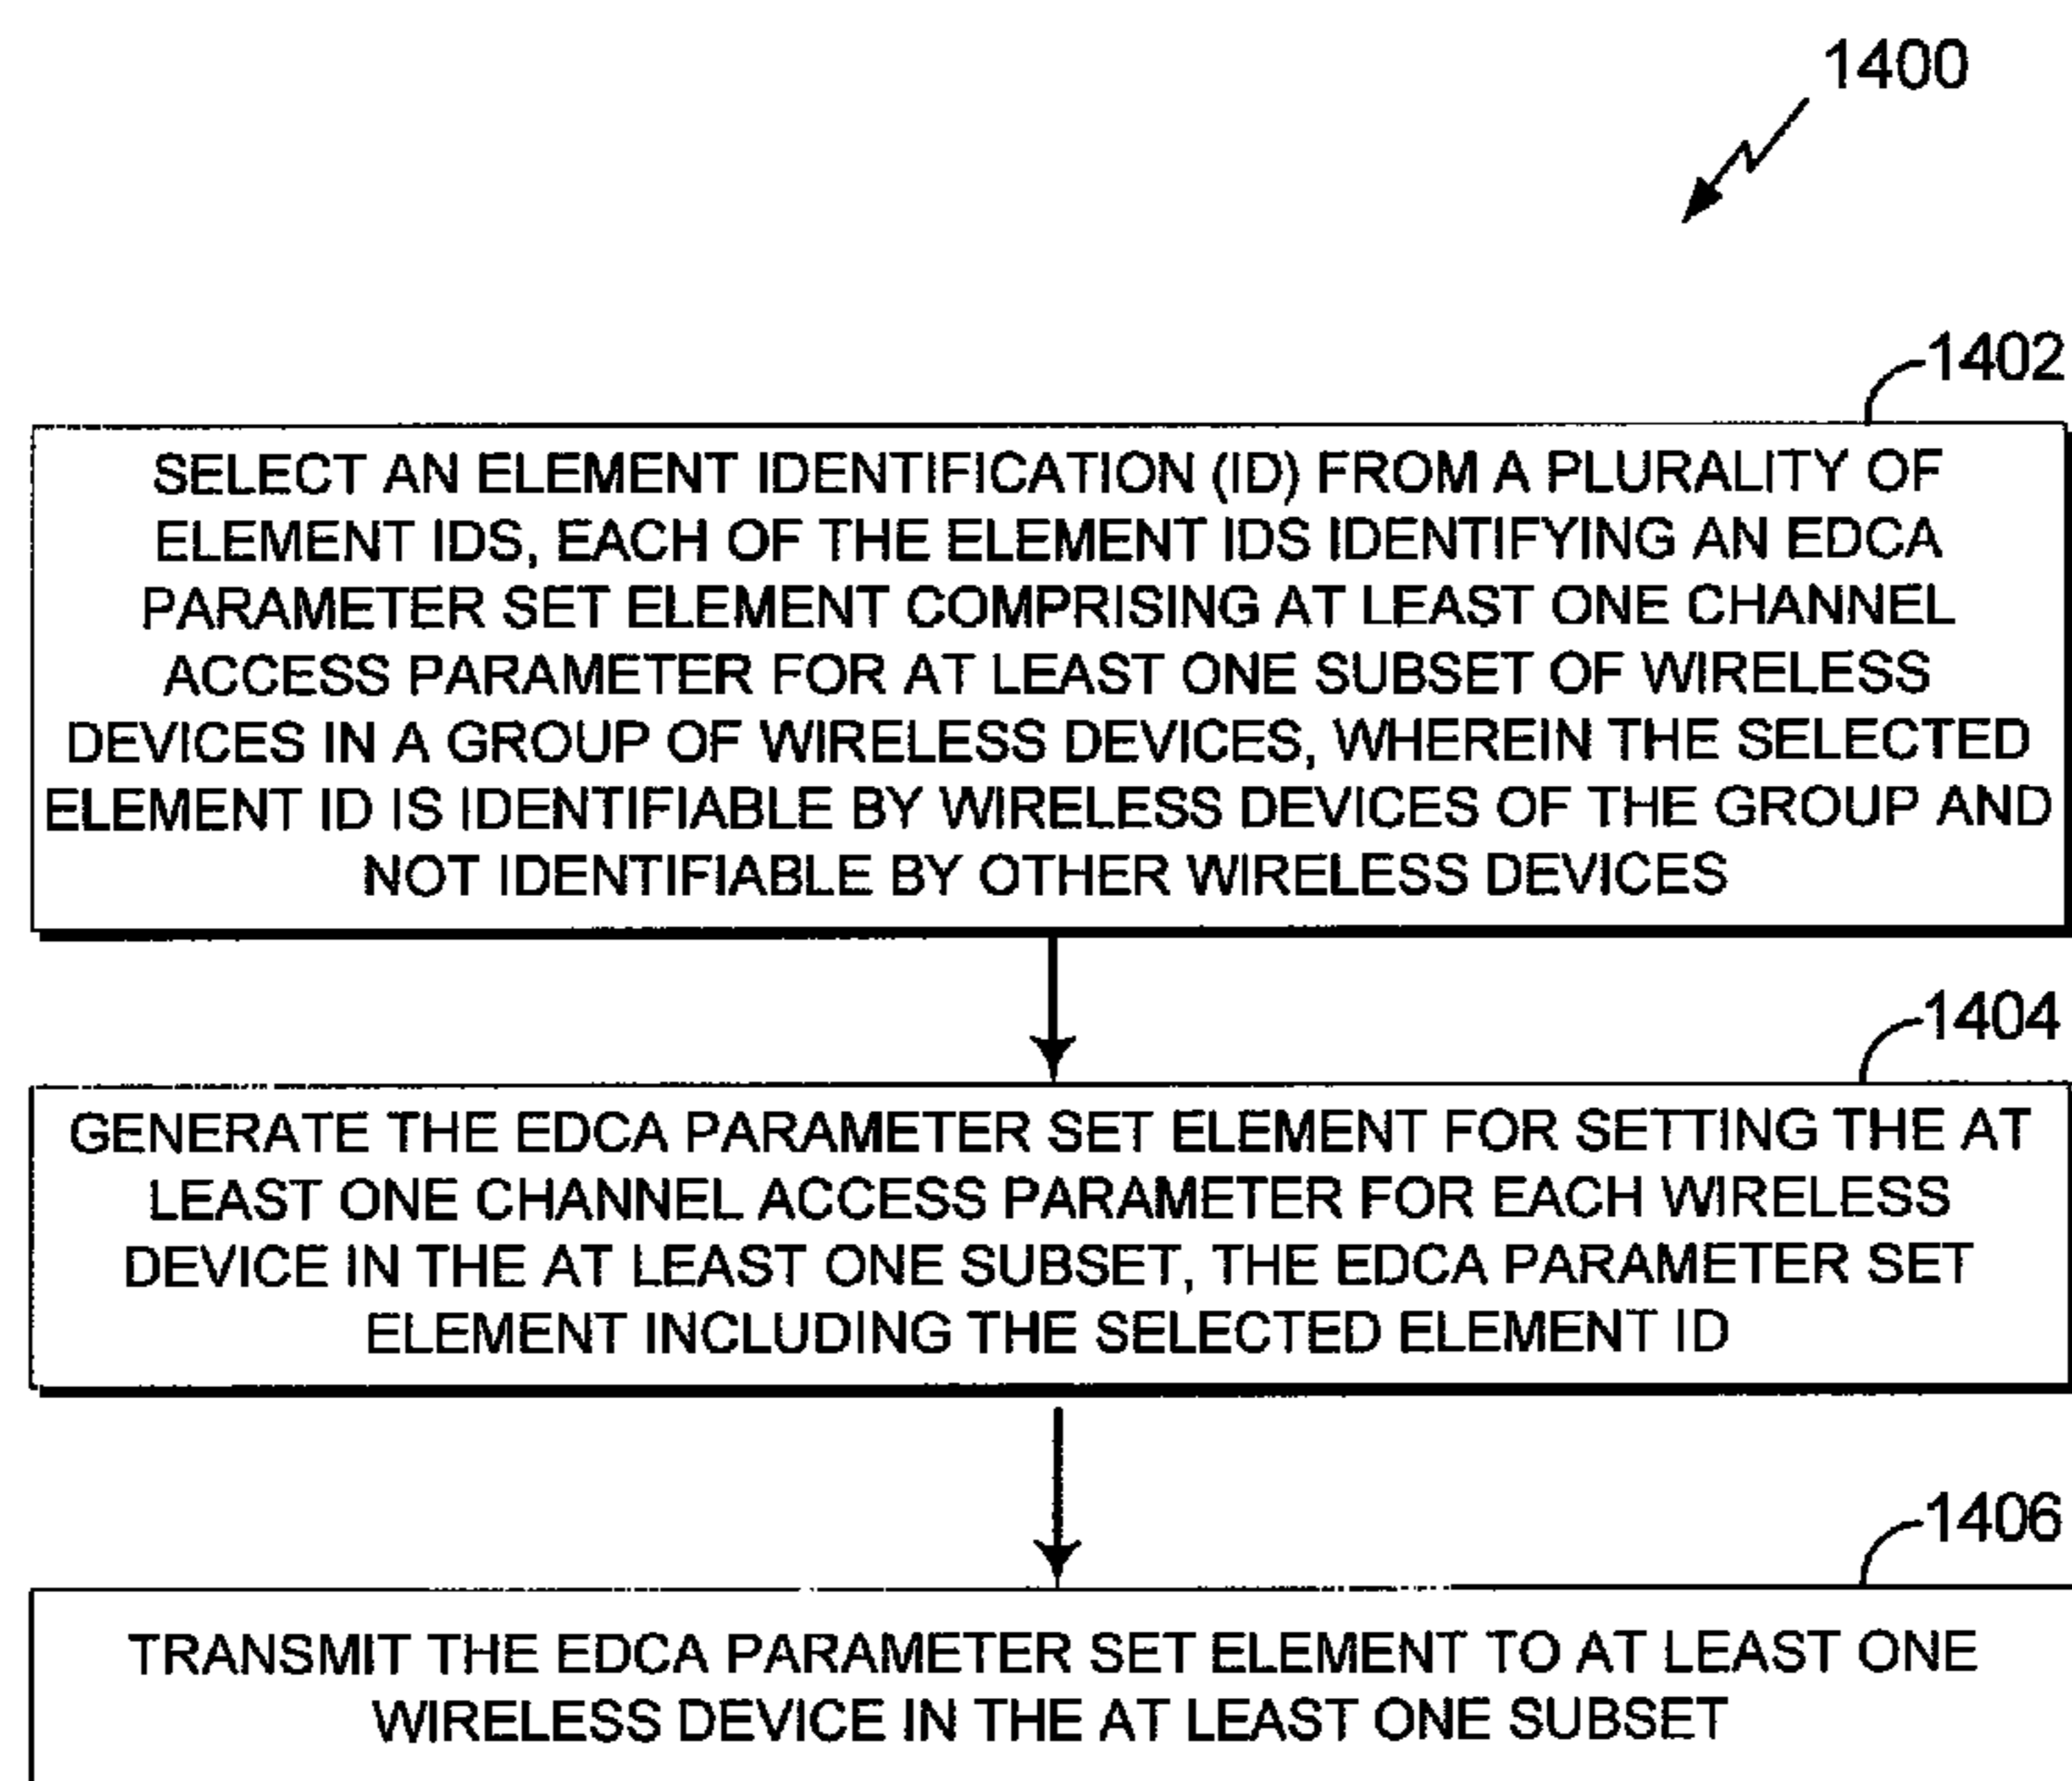 1400
1402
SELECT AN ELEMENT IDENTIFICATION (ID) FROM A PLURALITY OF
ELEMENT IDS, EACH OF THE ELEMENT IDS IDENTIFYING AN EDCA
PARAMETER SET ELEMENT COMPRISING AT LEAST ONE CHANNEL
ACCESS PARAMETER FOR AT LEAST ONE SUBSET OF WIRELESS
DEVICES IN A GROUP OF WIRELESS DEVICES, WHEREIN THE SELECTED
ELEMENT ID IS IDENTIFIABLE BY WIRELESS DEVICES OF THE GROUP AND
NOT IDENTIFIABLE BY OTHER WIRELESS DEVICES
1404
GENERATE THE EDCA PARAMETER SET ELEMENT FOR SETTING THE AT
LEAST ONE CHANNEL ACCESS PARAMETER FOR EACH WIRELESS
DEVICE IN THE AT LEAST ONE SUBSET, THE EDCA PARAMETER SET
ELEMENT INCLUDING THE SELECTED ELEMENT ID
1406
TRANSMIT THE EDCA PARAMETER SET ELEMENT TO AT LEAST ONE
WIRELESS DEVICE IN THE AT LEAST ONE SUBSET